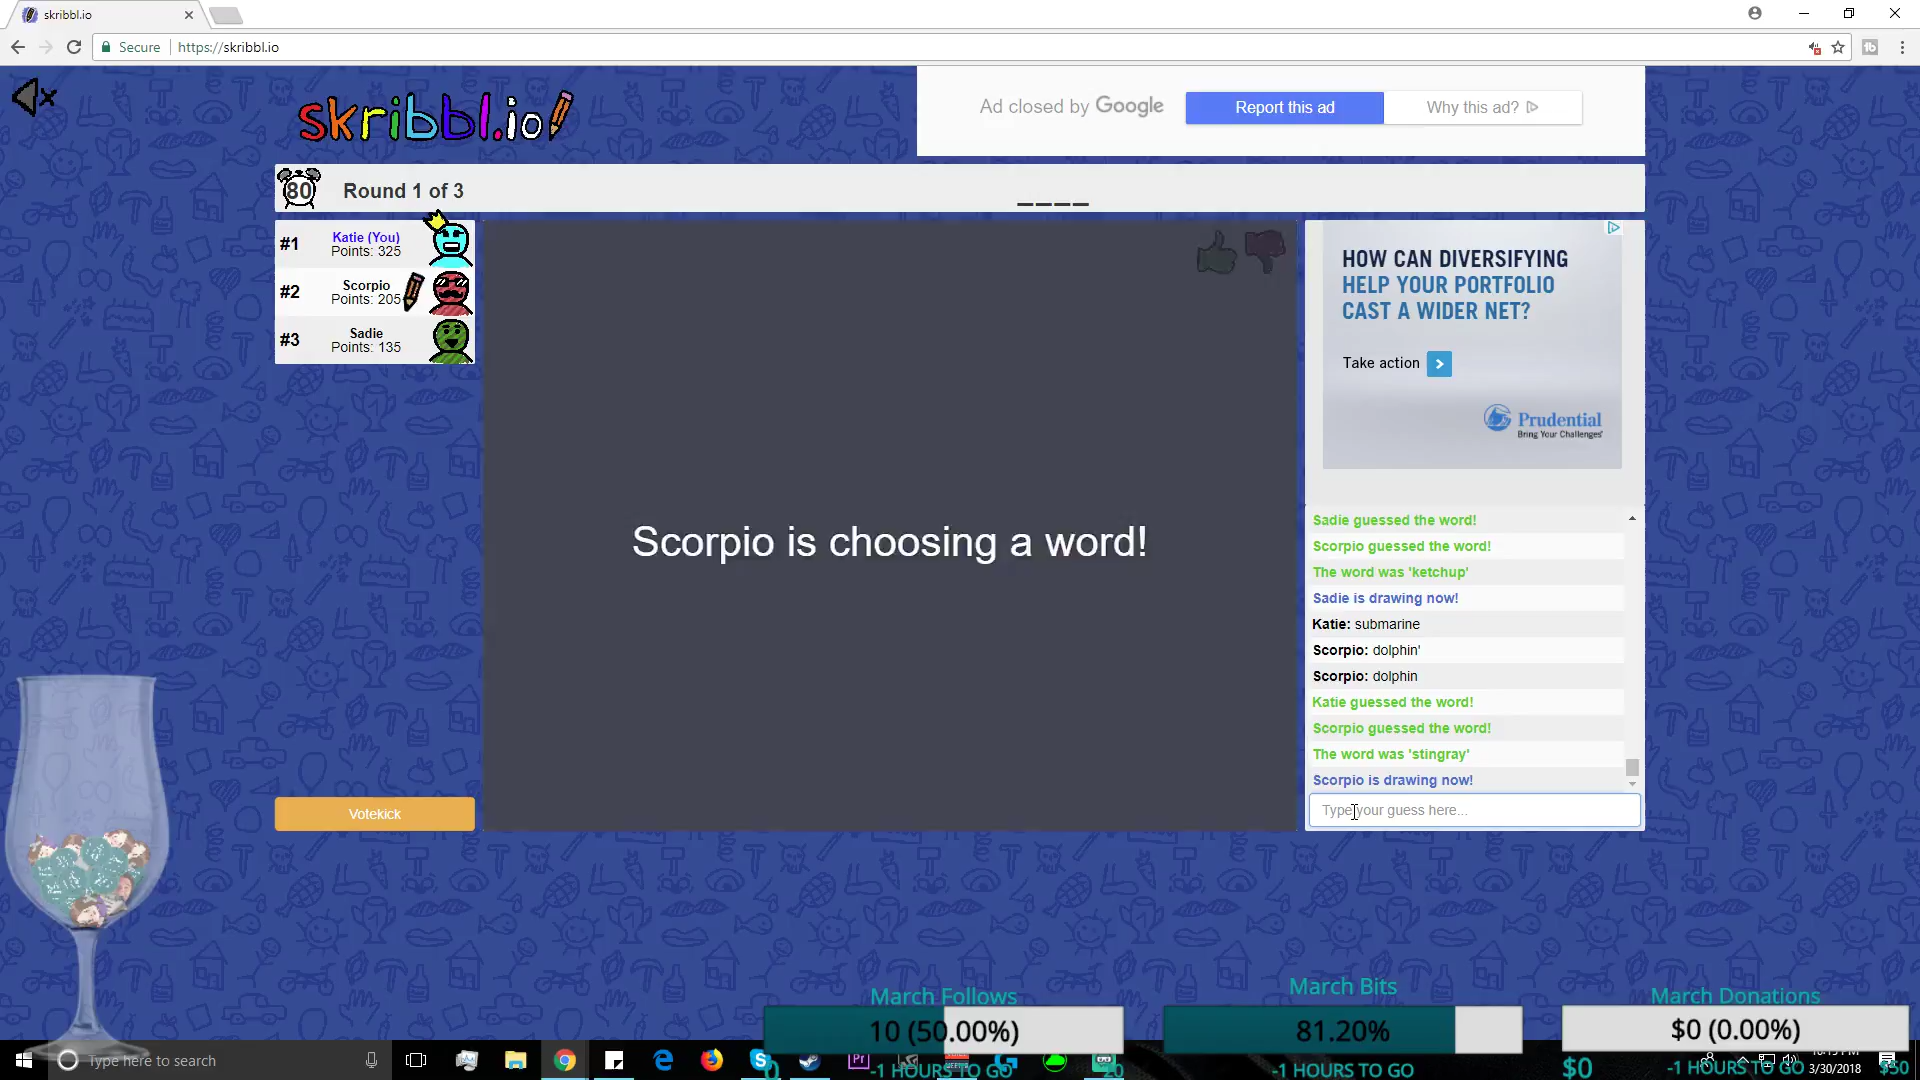 skribbl.io
Secure
https://skribbl.io
skribbl.io
Ad closed by Google
Report this ad
Why this ad?
80
Round 1 of 3
_ _ _ _
#1
Katie (You)
Points: 325
#2
Scorpio
Points: 205
#3
Sadie
Points: 135
Votekick
Scorpio is choosing a word!
HOW CAN DIVERSIFYING
HELP YOUR PORTFOLIO
CAST A WIDER NET?
Take action
Prudential
Bring Your Challenges
Sadie guessed the word!
Scorpio guessed the word!
The word was 'ketchup'
Sadie is drawing now!
Katie: submarine
Scorpio: dolphin'
Scorpio: dolphin
Katie guessed the word!
Scorpio guessed the word!
The word was 'stingray'
Scorpio is drawing now!
Type your guess here...
March Follows
10 (50.00%)
-1 HOURS TO GO
20
March Bits
81.20%
-1 HOURS TO GO
March Donations
$0 (0.00%)
$0
-1 HOURS TO GO
$50
Type here to search
3/30/2018